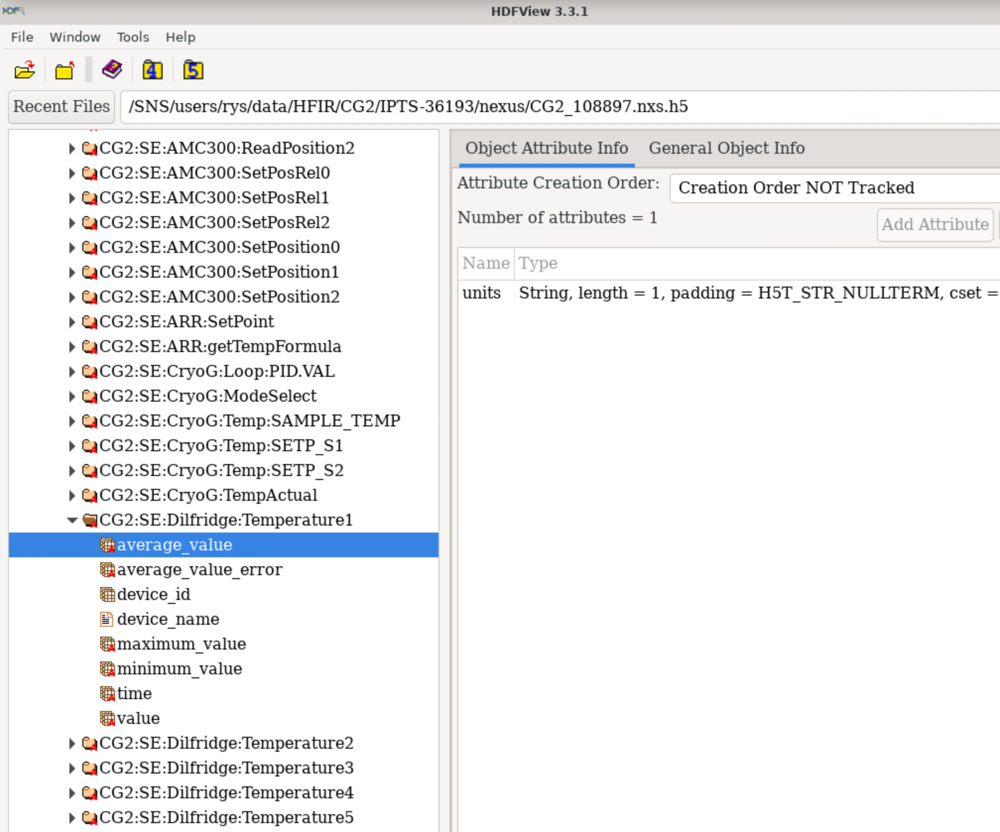 HDFView 3.3.1
File Window Tools Help
4 5
Recent Files /SNS/users/rys/data/HFIR/CG2/IPTS-36193/nexus/CG2_108897.nxs.h5
CG2:SE:AMC300:ReadPosition2
CG2:SE:AMC300:SetPosRel0
CG2:SE:AMC300:SetPosRel1
CG2:SE:AMC300:SetPosRel2
CG2:SE:AMC300:SetPosition0
CG2:SE:AMC300:SetPosition1
CG2:SE:AMC300:SetPosition2
CG2:SE:ARR:SetPoint
CG2:SE:ARR:getTempFormula
CG2:SE:CryoG:Loop:PID.VAL
CG2:SE:CryoG:ModeSelect
CG2:SE:CryoG:Temp:SAMPLE_TEMP
CG2:SE:CryoG:Temp:SETP_S1
CG2:SE:CryoG:Temp:SETP_S2
CG2:SE:CryoG:TempActual
CG2:SE:Dilfridge:Temperature1
average_value
average_value_error
device_id
device_name
maximum_value
minimum_value
time
value
CG2:SE:Dilfridge:Temperature2
CG2:SE:Dilfridge:Temperature3
CG2:SE:Dilfridge:Temperature4
CG2:SE:Dilfridge:Temperature5
Object Attribute Info General Object Info
Attribute Creation Order: Creation Order NOT Tracked
Number of attributes = 1
Add Attribute
Name Type
units String, length = 1, padding = H5T_STR_NULLTERM, cset =